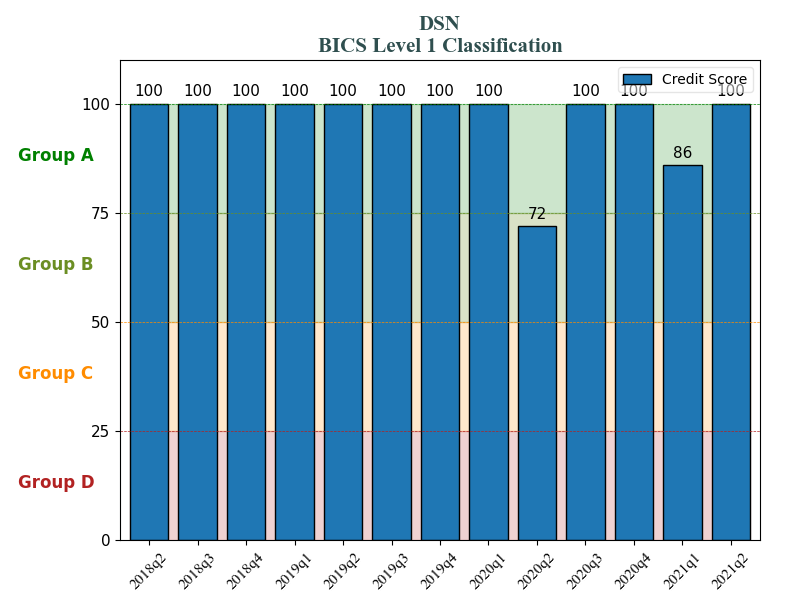 DSN
BICS Level 1 Classification
Credit Score
100 100 100 100 100 100 100 100 72 100 100 86 100
100
Group A
75
Group B
50
Group C
25
Group D
0
2018q2 2018q3 2018q4 2019q1 2019q2 2019q3 2019q4 2020q1 2020q2 2020q3 2020q4 2021q1 2021q2